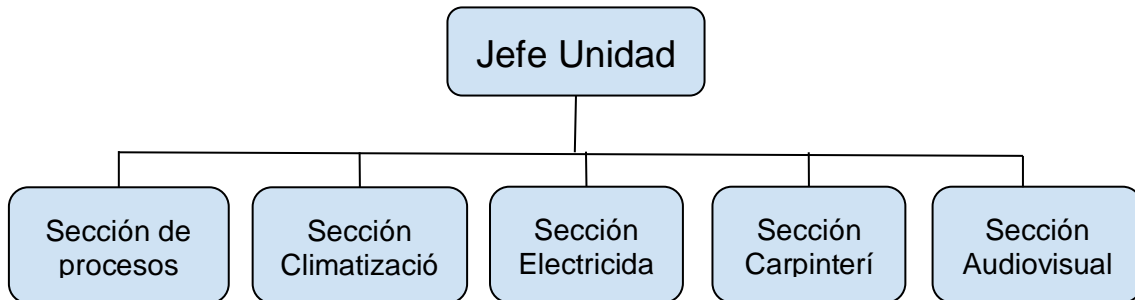 Jefe Unidad
Sección de
procesos
Sección
Climatizació
Sección
Electricida
Sección
Carpinterí
Sección
Audiovisual